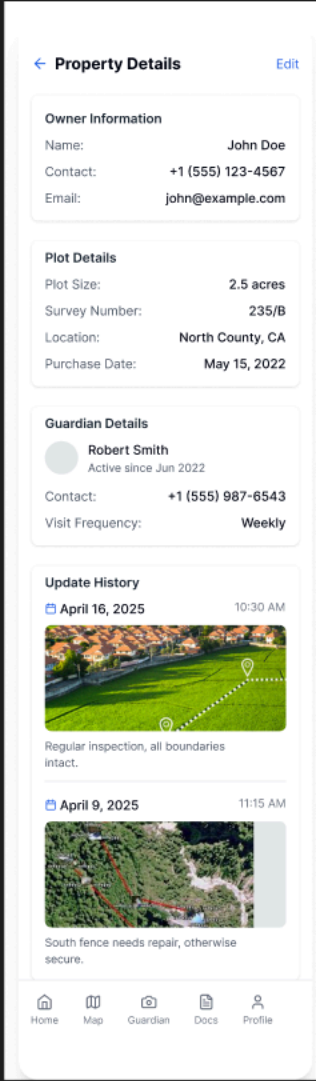 Property Details
Edit
Owner Information
Name: John Doe
Contact: +1 (555) 123-4567
Email: john@example.com
Plot Details
Plot Size: 2.5 acres
Survey Number: 235/B
Location: North County, CA
Purchase Date: May 15, 2022
Guardian Details
Robert Smith
Active since Jun 2022
Contact: +1 (555) 987-6543
Visit Frequency: Weekly
Update History
April 16, 2025 10:30 AM
Regular inspection, all boundaries
intact.
April 9, 2025 11:15 AM
South fence needs repair, otherwise
secure.
Home Map Guardian Docs Profile